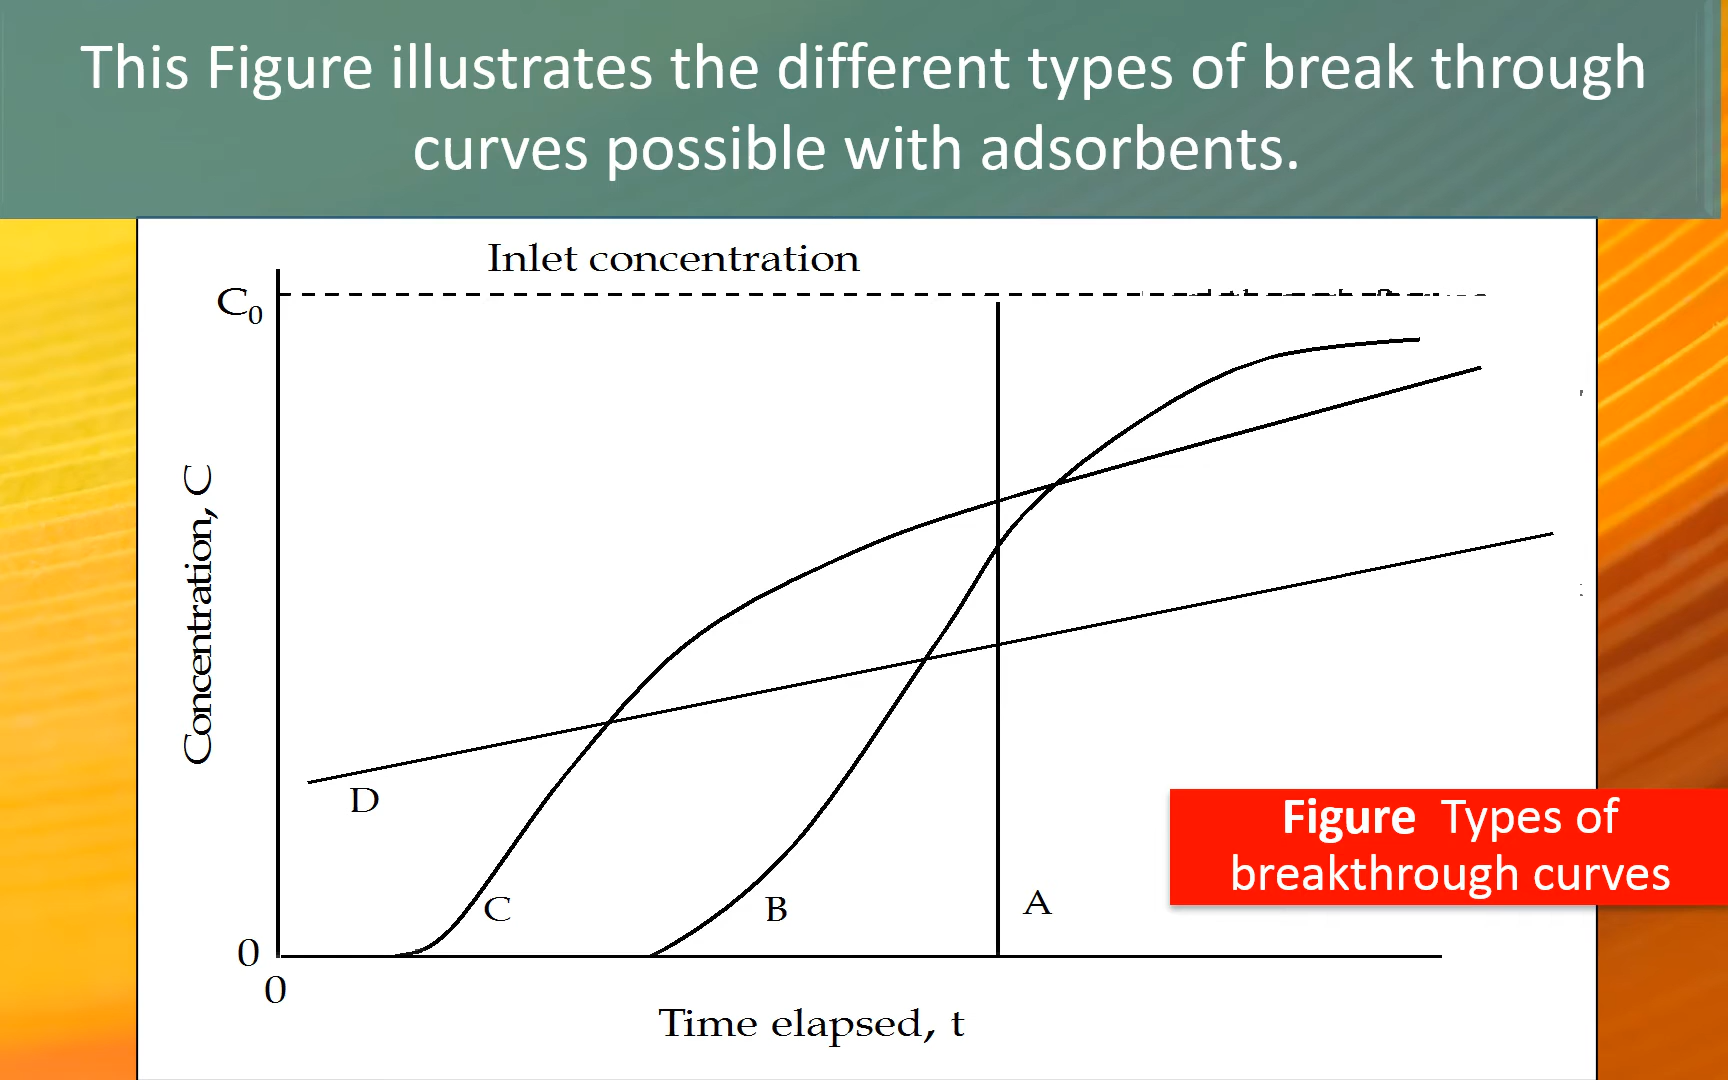 This Figure illustrates the different types of break through
curves possible with adsorbents.
Inlet concentration
C0
Concentration, C
D
C
B
A
0
0
Time elapsed, t
Figure Types of
breakthrough curves